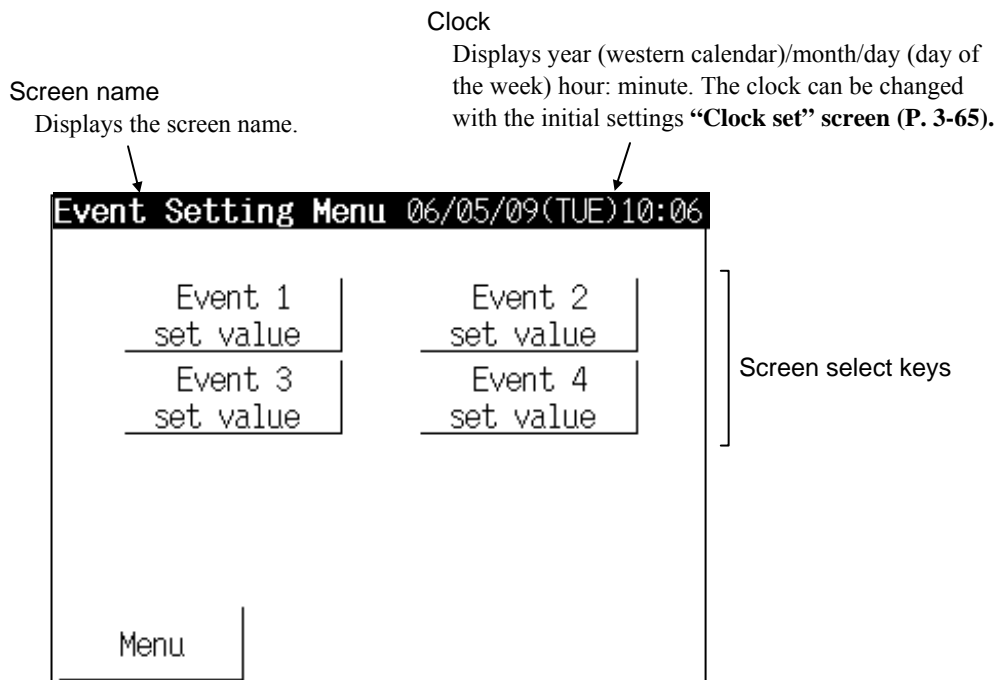 Clock
Displays year (western calendar)/month/day (day of
the week) hour: minute. The clock can be changed
with the initial settings “Clock set” screen (P. 3-65).
Screen name
Displays the screen name.
Event Setting Menu 06/05/09(TUE)10:06
Event 1
set value
Event 2
set value
Event 3
set value
Event 4
set value
Screen select keys
Menu